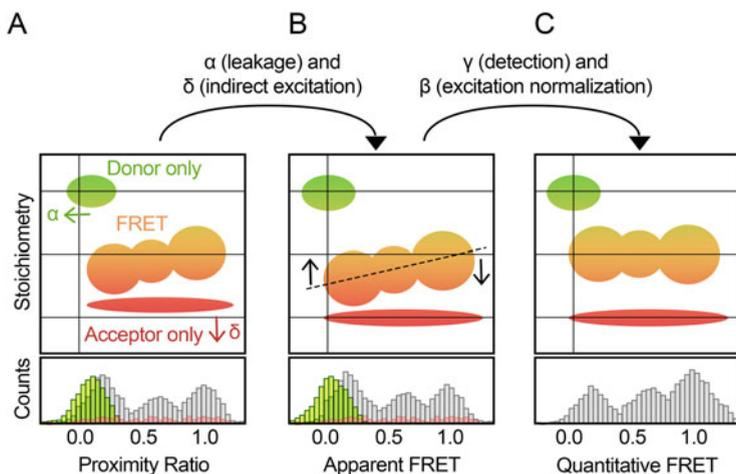 A
B
C
α (leakage) and
δ (indirect excitation)
γ (detection) and
β (excitation normalization)
Stoichiometry
Donor only
α
FRET
Acceptor only
δ
Counts
0.0 0.5 1.0
Proximity Ratio
0.0 0.5 1.0
Apparent FRET
0.0 0.5 1.0
Quantitative FRET